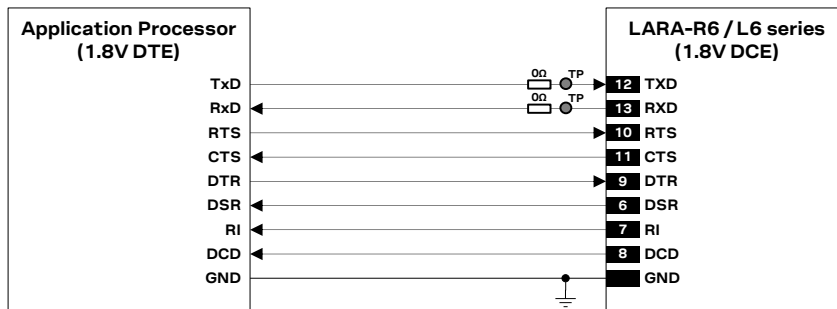 Application Processor
(1.8V DTE)
LARA-R6 / L6 series
(1.8V DCE)
TxD 0Ω TP 12 TXD
RxD 0Ω TP 13 RXD
RTS 10 RTS
CTS 11 CTS
DTR 9 DTR
DSR 6 DSR
RI 7 RI
DCD 8 DCD
GND GND